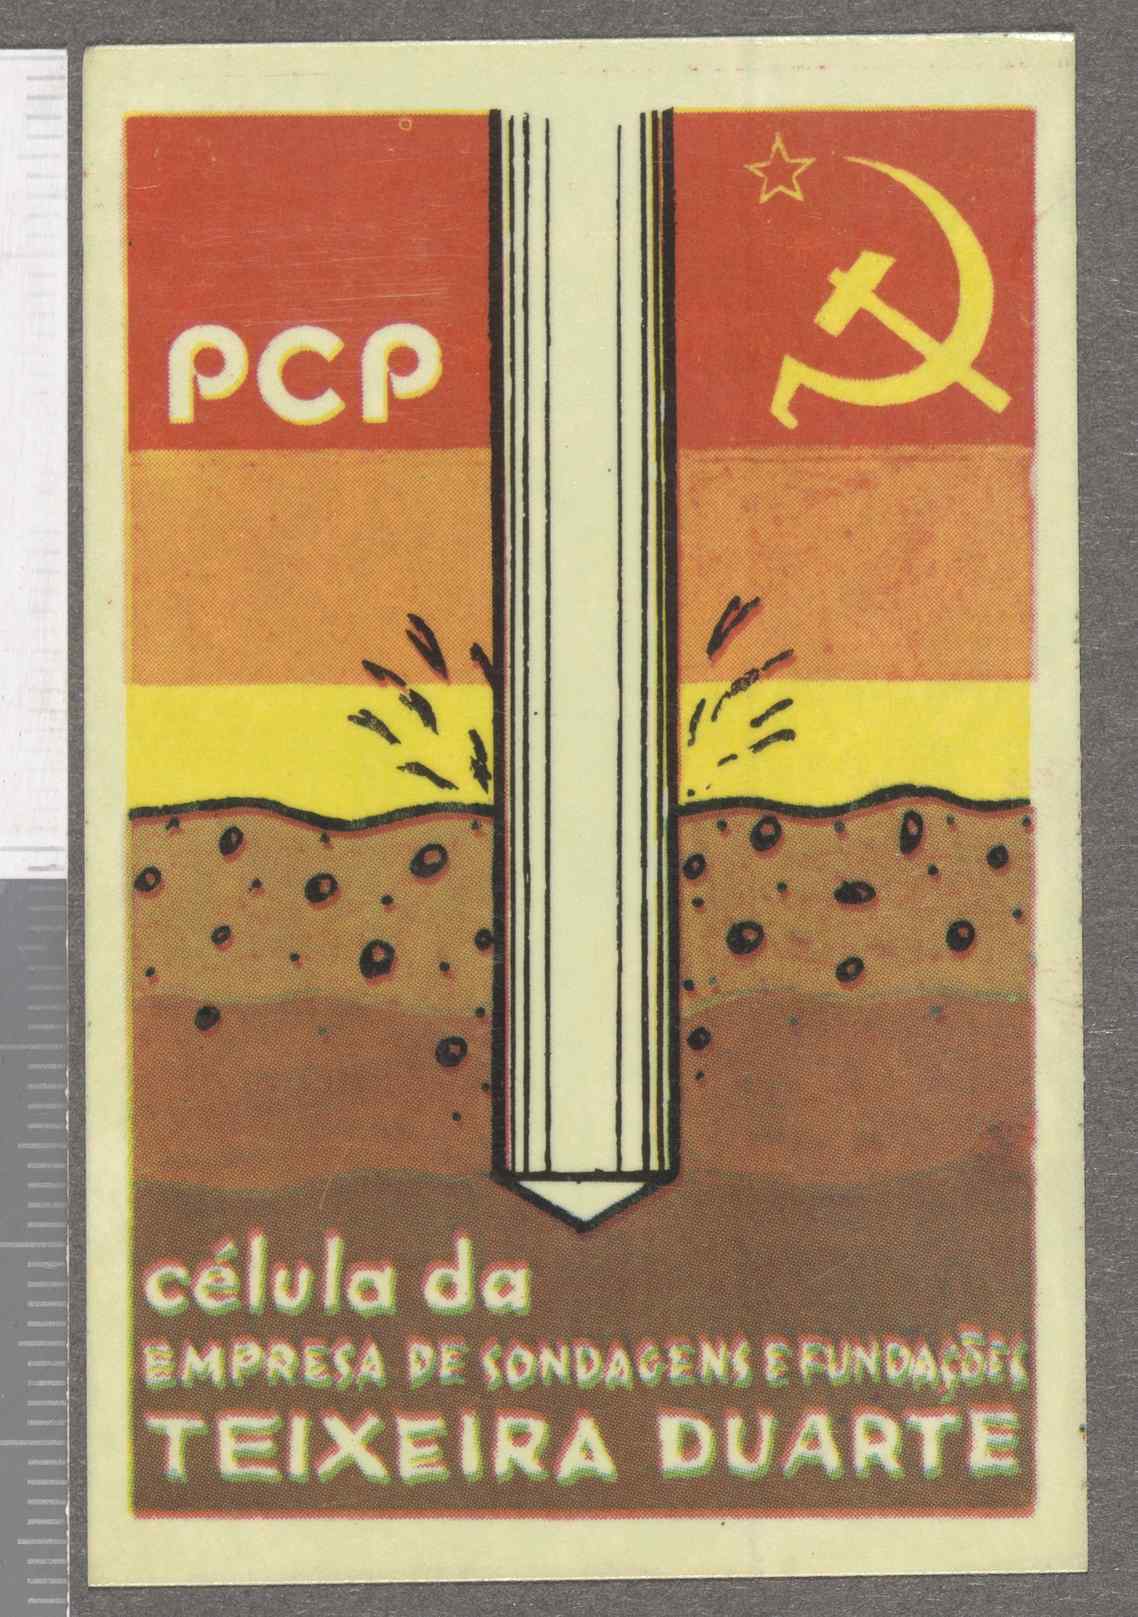 PCP
célula da
EMPRESA DE SONDAGENS E FUNDAÇÕES
TEIXEIRA DUARTE